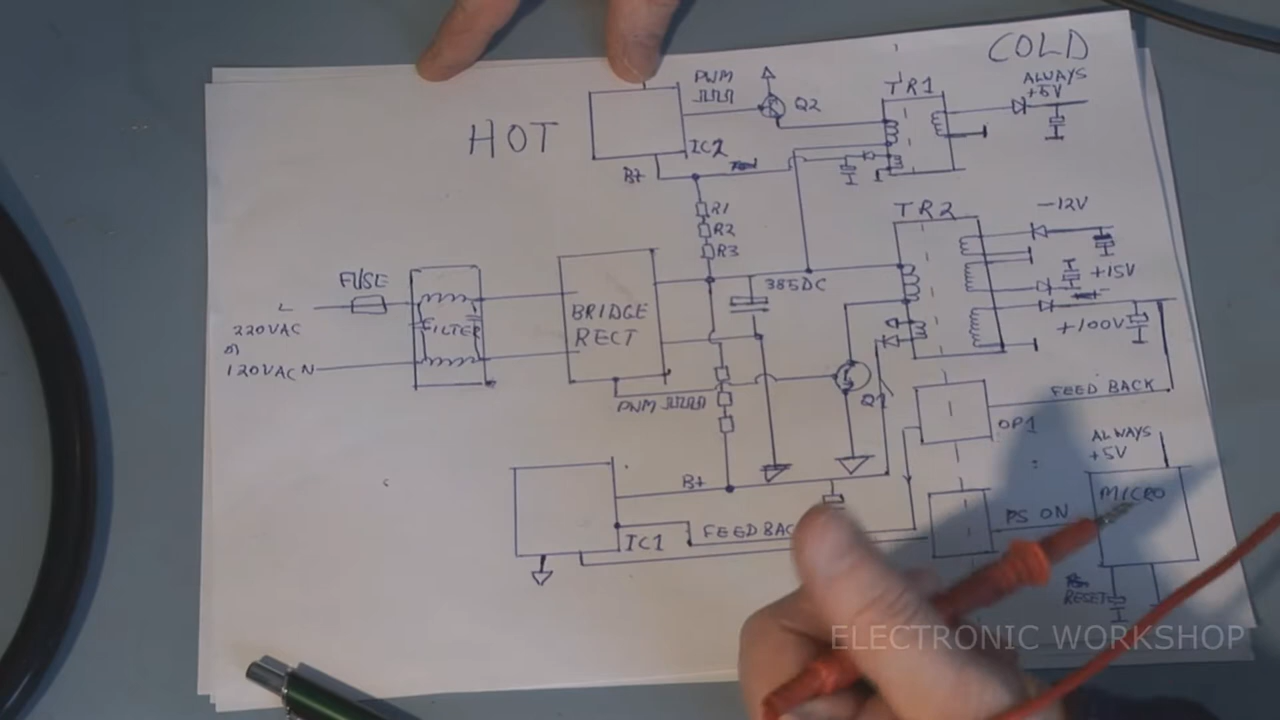 COLD
HOT
PWM
Q2
TR1
ALWAYS
+5V
IC2
B+
R1
R2
R3
TR2
-12V
+15V
+100V
FUSE
L
220VAC
or
120VAC N
FILTER
BRIDGE
RECT
385DC
PWM
Q1
FEED BACK
OP1
ALWAYS
+5V
MICRO
PS ON
RESET
B+
FEED BAC
IC1
ELECTRONIC WORKSHOP